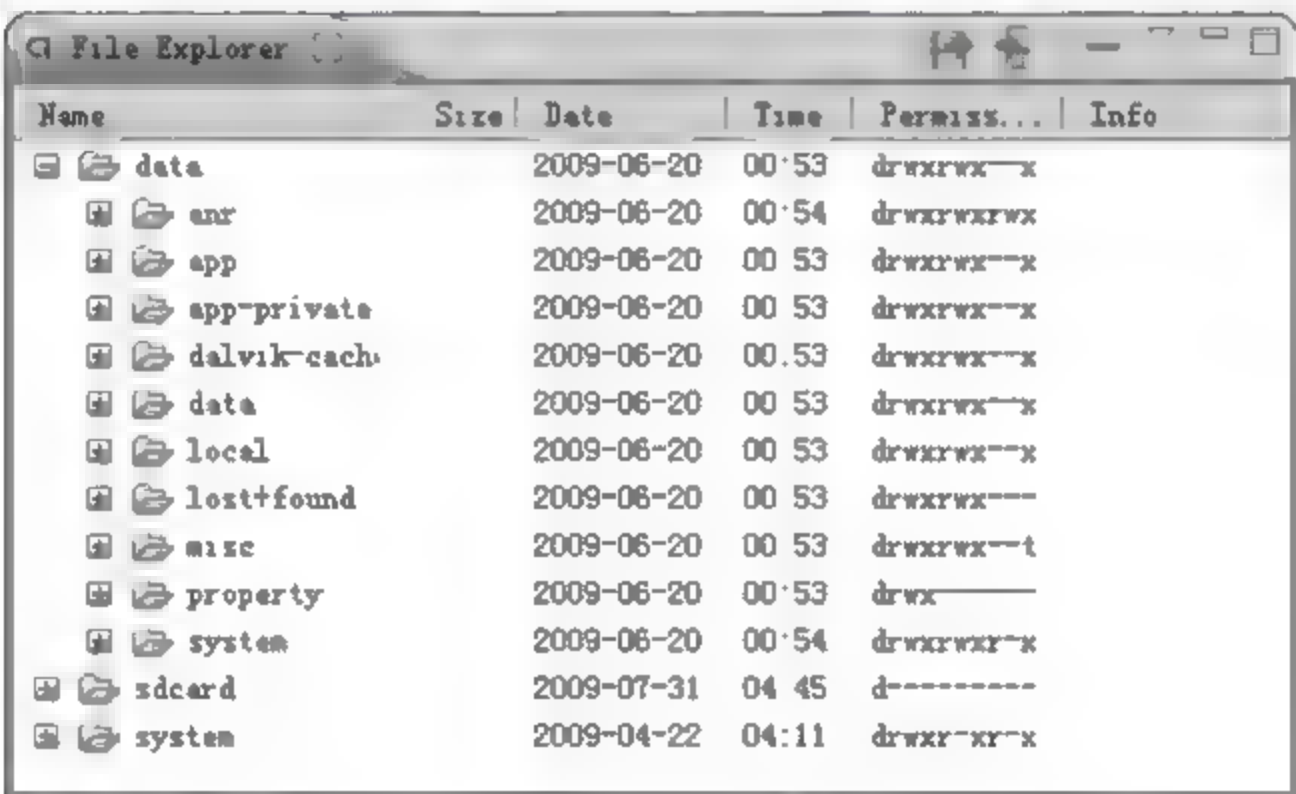 File Explorer
Name Size Date Time Permiss... Info
data 2009-06-20 00:53 drwxrwx--x
anr 2009-06-20 00:54 drwxrwxrwx
app 2009-06-20 00:53 drwxrwx--x
app-private 2009-06-20 00:53 drwxrwx--x
dalvik-cach 2009-06-20 00:53 drwxrwx--x
data 2009-06-20 00:53 drwxrwx--x
local 2009-06-20 00:53 drwxrwx--x
lost+found 2009-06-20 00:53 drwxrwx---
misc 2009-06-20 00:53 drwxrwx--t
property 2009-06-20 00:53 drwx------
system 2009-06-20 00:54 drwxrwxr-x
sdcard 2009-07-31 04:45 d---------
system 2009-04-22 04:11 drwxr-xr-x